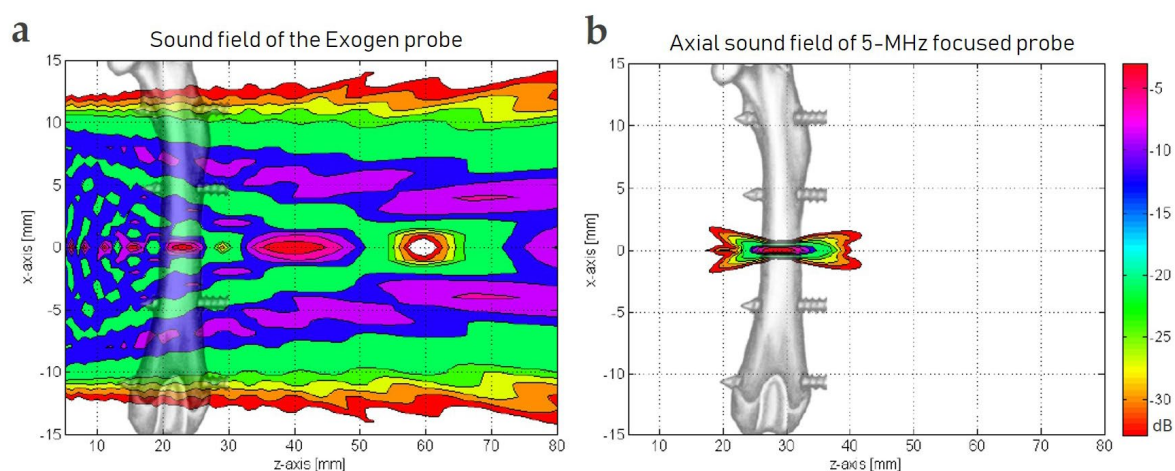 a
Sound field of the Exogen probe
15
10
5
0
-5
-10
-15
x-axis [mm]
10 20 30 40 50 60 70 80
z-axis [mm]
b
Axial sound field of 5-MHz focused probe
15
10
5
0
-5
-10
-15
x-axis [mm]
10 20 30 40 50 60 70 80
z-axis [mm]
-5
-10
-15
-20
-25
-30
dB